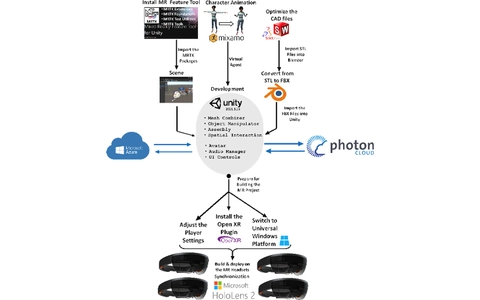 Install MR Feature Tool
Character Animation
Optimize the
CAD files
for Unity
mixamo
SW
Import the
MRTK
Packages
Virtual
Agent
Import STL
Files into
Blender
Scene
Development
Convert from
STL to FBX
unity
Import the
FBX Files into
Unity
• Mesh Combiner
• Object Manipulator
• Assembly
• Spatial Interaction
• Avatar
• Audio Manager
• UI Controls
Microsoft
Azure
photon
CLOUD
Prepare for
Building the
MR Project
Adjust the
Player
Settings
Install the
Open XR
Plugin
OpenXR
Switch to
Universal
Windows
Platform
Build & deploy on
the MR Headsets
Synchronization
Microsoft
HoloLens 2